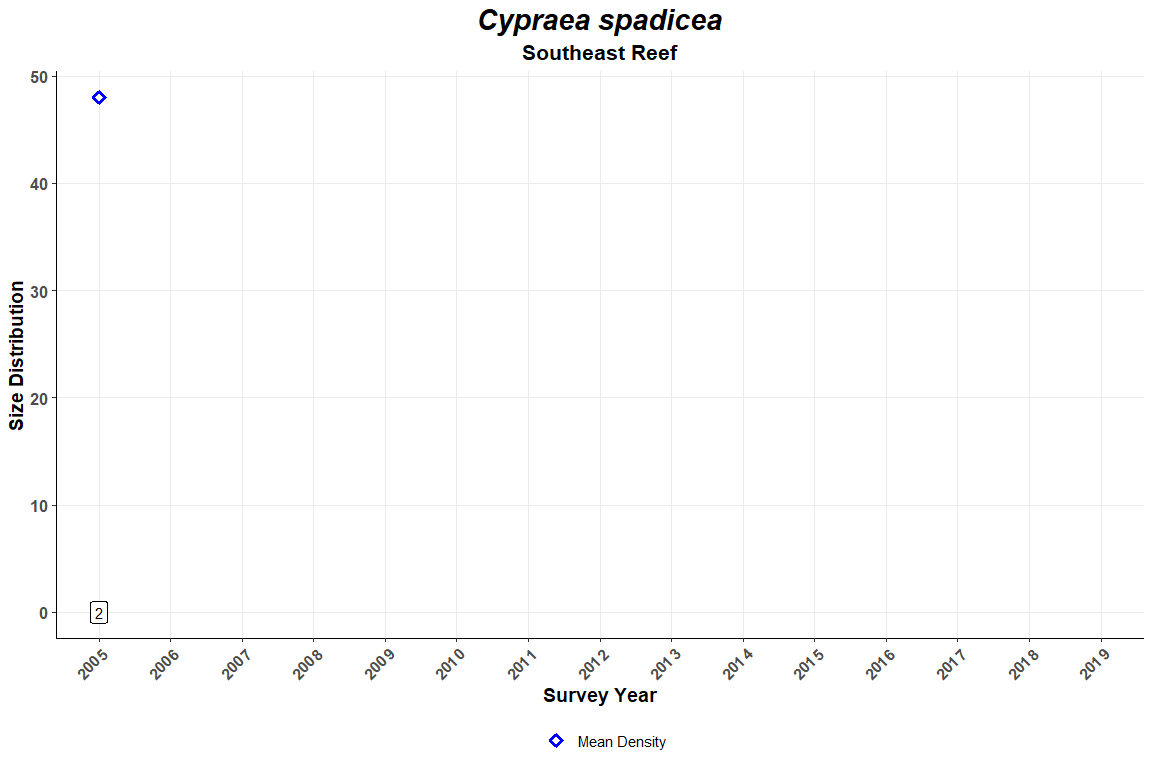 Cypraea spadicea
Southeast Reef
Size Distribution
50
40
30
20
10
0
2
2005 2006 2007 2008 2009 2010 2011 2012 2013 2014 2015 2016 2017 2018 2019
Survey Year
Mean Density